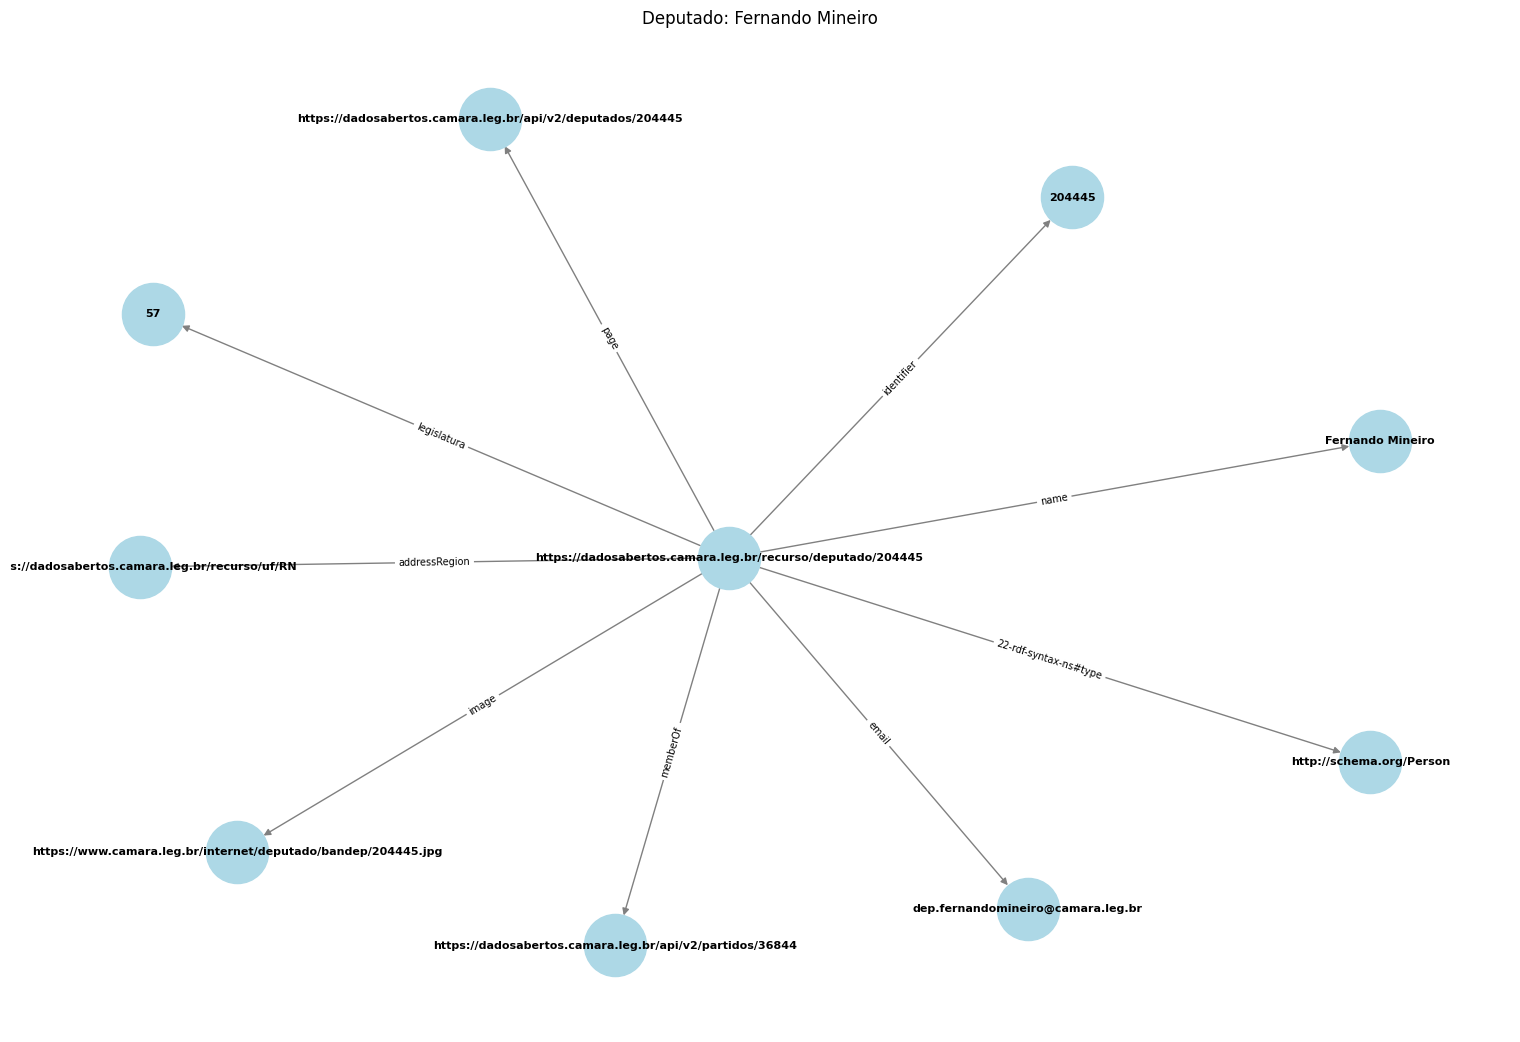 Deputado: Fernando Mineiro
https://dadosabertos.camara.leg.br/api/v2/deputados/204445
204445
57
page
identifier
legislatura
Fernando Mineiro
name
https://dadosabertos.camara.leg.br/recurso/deputado/204445
s://dadosabertos.camara.leg.br/recurso/uf/RN
addressRegion
22-rdf-syntax-ns#type
image
memberOf
email
http://schema.org/Person
https://www.camara.leg.br/internet/deputado/bandep/204445.jpg
dep.fernandomineiro@camara.leg.br
https://dadosabertos.camara.leg.br/api/v2/partidos/36844